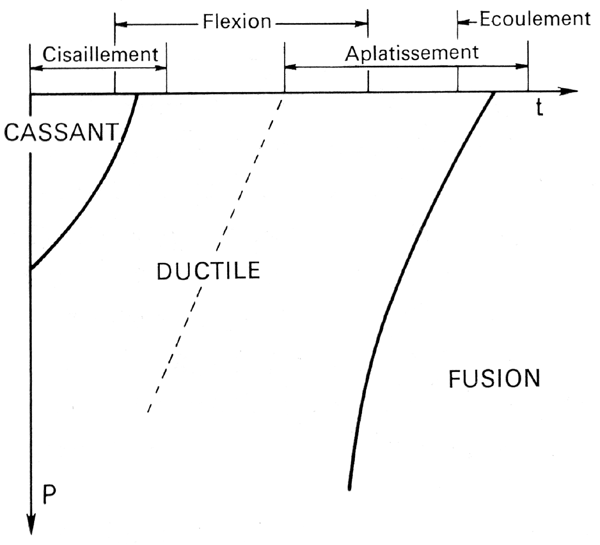 Flexion
Ecoulement
Cisaillement
Aplatissement
t
CASSANT
DUCTILE
FUSION
P